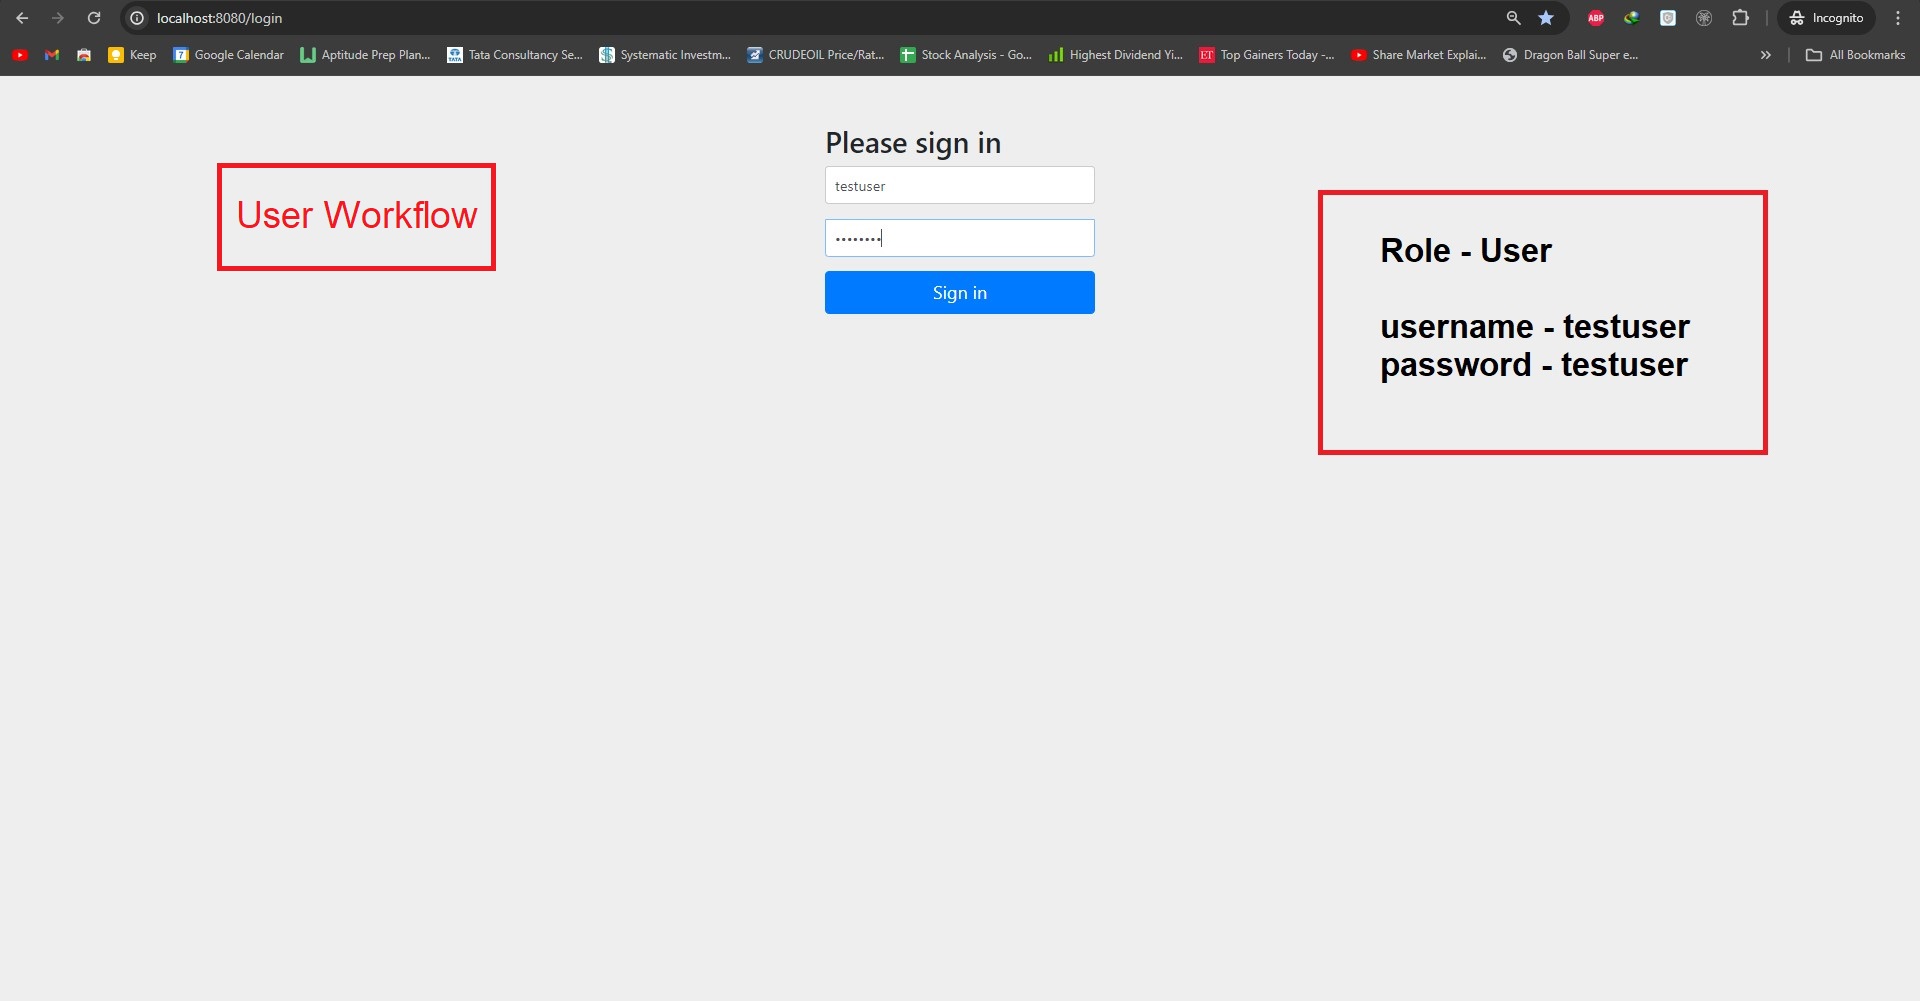 localhost:8080/login
Incognito
Keep
Google Calendar
Aptitude Prep Plan...
Tata Consultancy Se...
Systematic Investm...
CRUDEOIL Price/Rat...
Stock Analysis - Go...
Highest Dividend Yi...
Top Gainers Today -...
Share Market Explai...
Dragon Ball Super e...
All Bookmarks
Please sign in
testuser
Sign in
User Workflow
Role - User
username - testuser
password - testuser